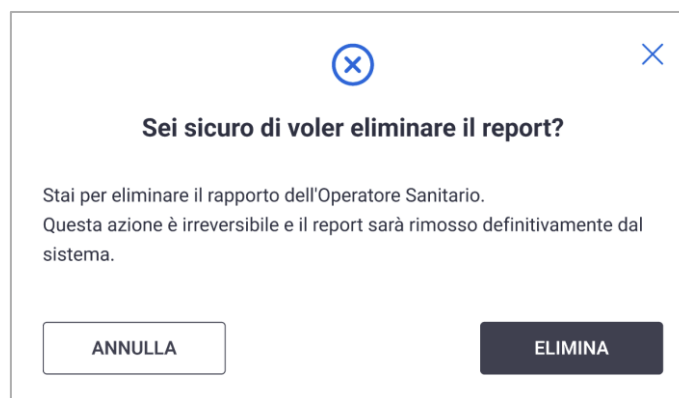 Sei sicuro di voler eliminare il report?
Stai per eliminare il rapporto dell'Operatore Sanitario.
Questa azione è irreversibile e il report sarà rimosso definitivamente dal
sistema.
ANNULLA
ELIMINA